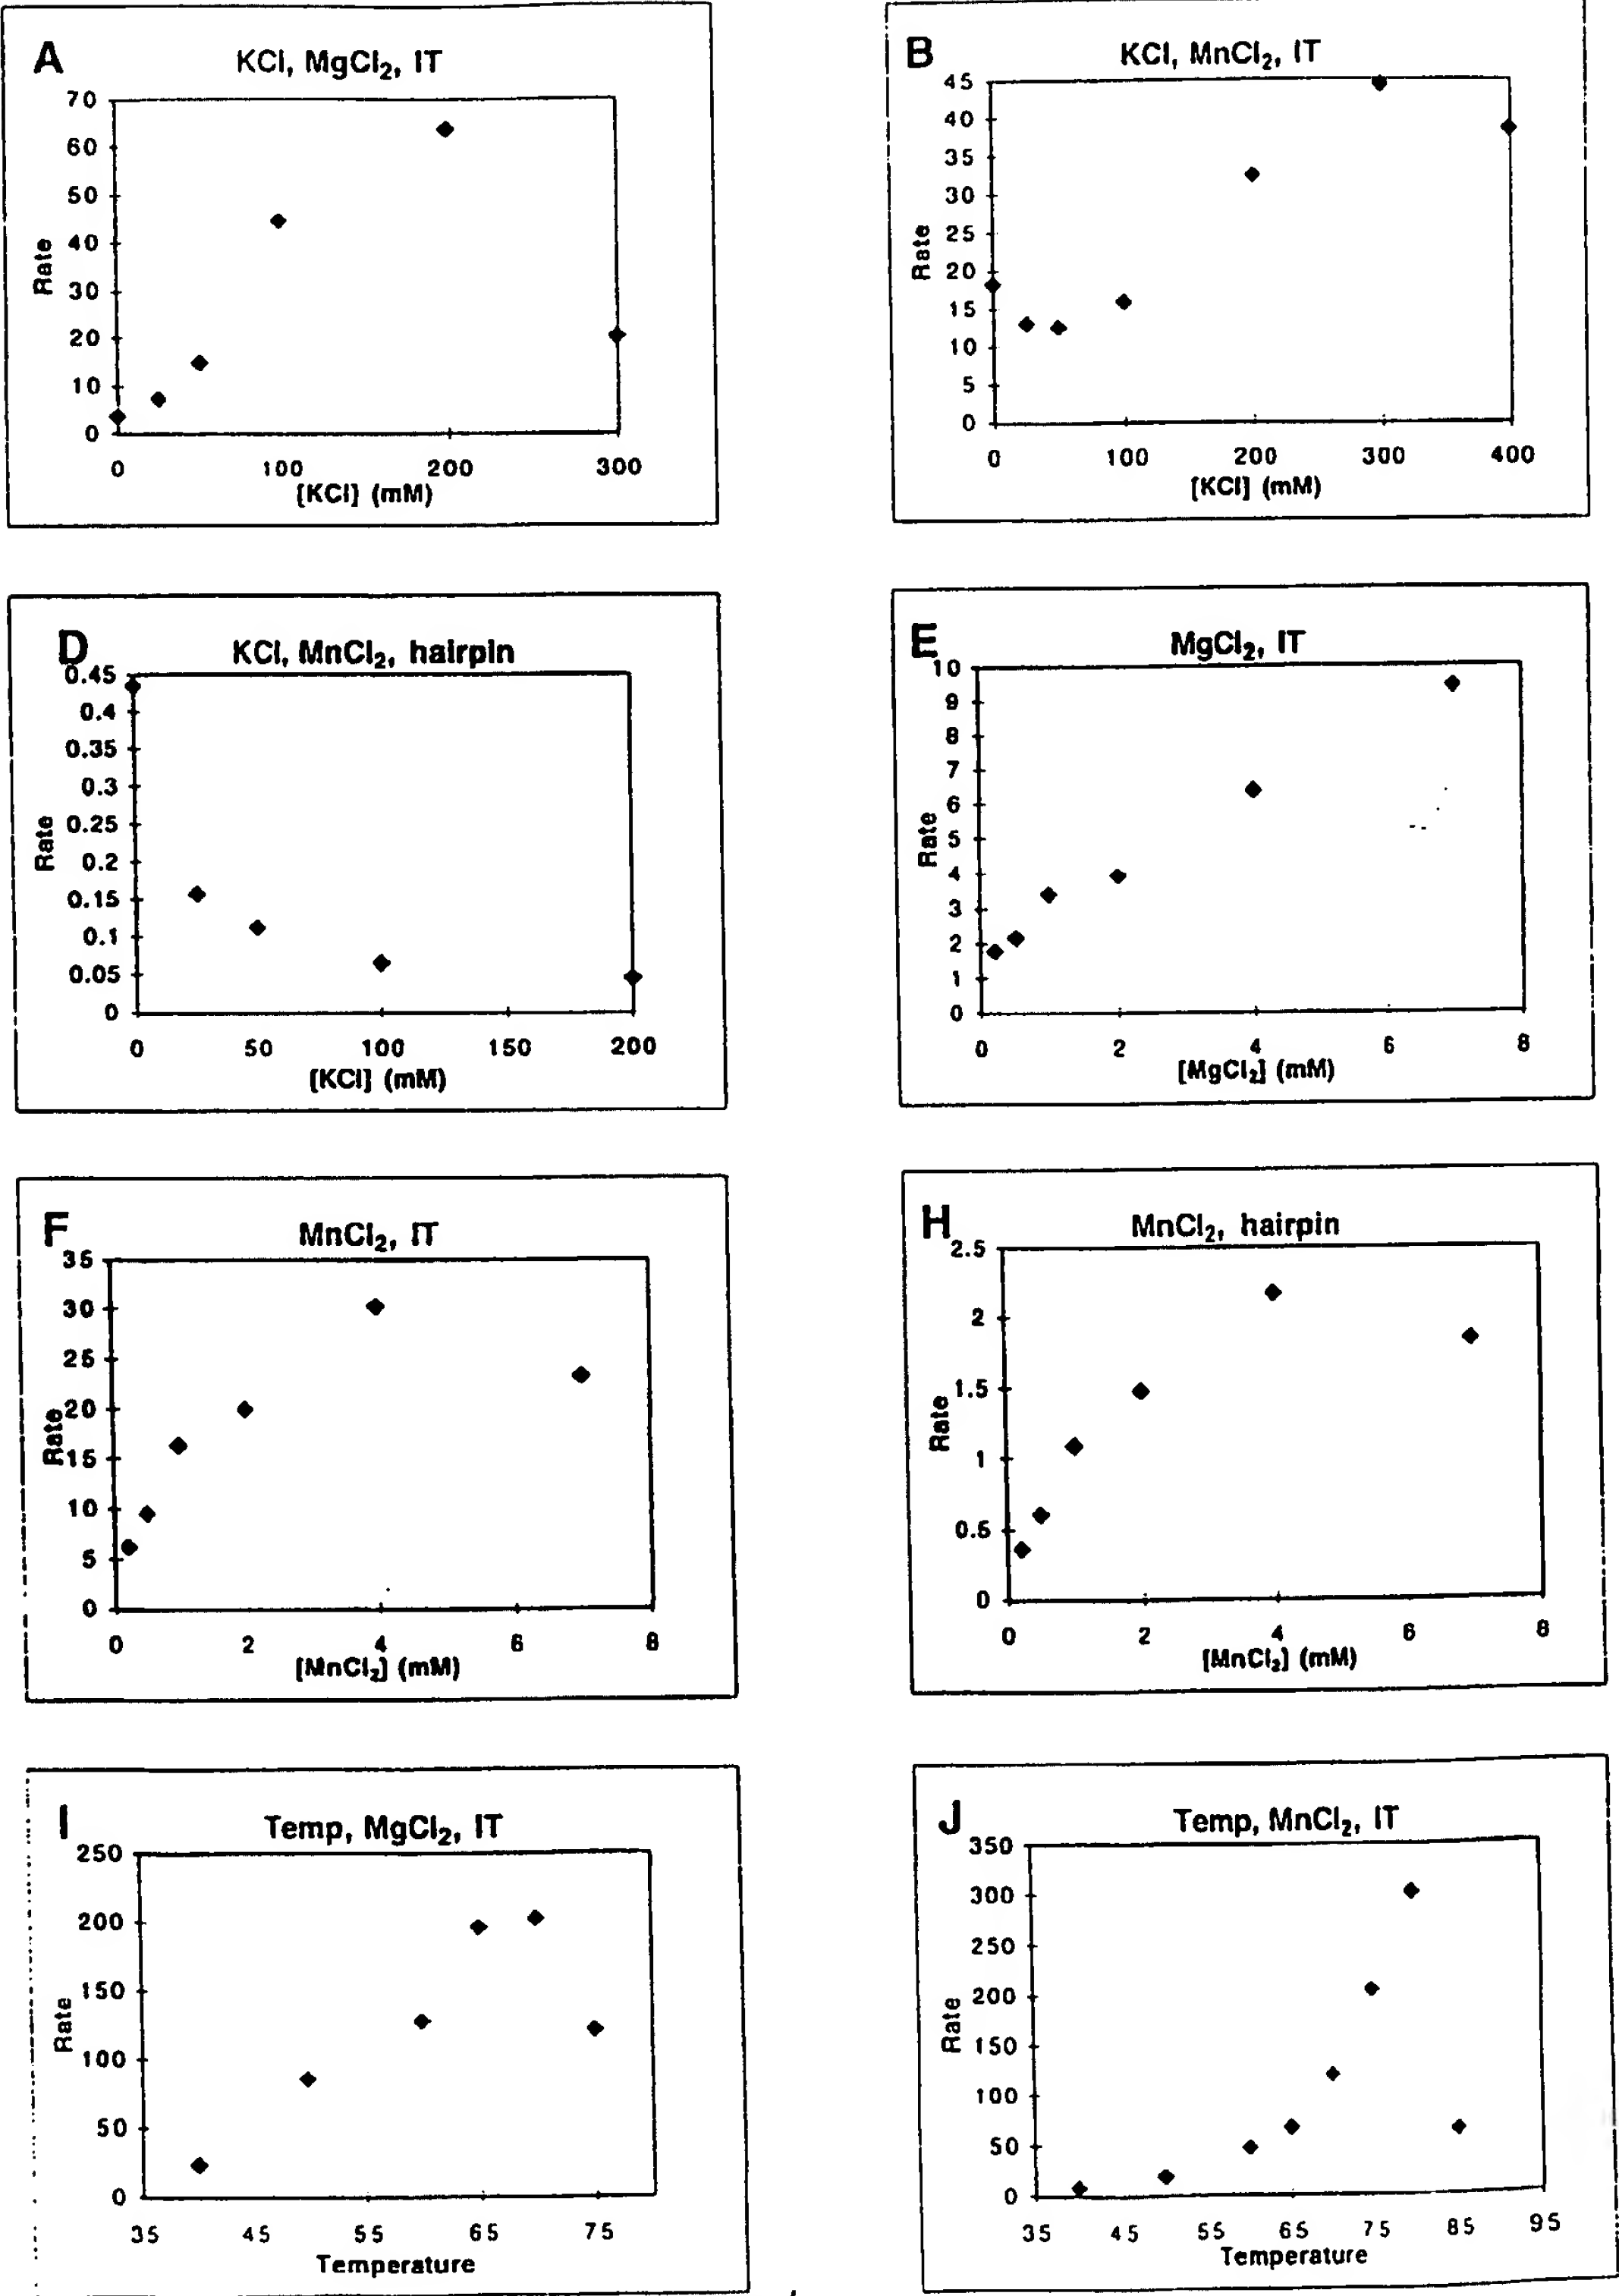 A
KCl, MgCl₂, IT
70
60
50
40
30
20
10
0
Rate
0 100 200 300
[KCl] (mM)
B
KCl, MnCl₂, IT
45
40
35
30
25
20
15
10
5
0
Rate
0 100 200 300 400
[KCl] (mM)
D
KCl, MnCl₂, hairpin
0.45
0.4
0.35
0.3
0.25
0.2
0.15
0.1
0.05
0
Rate
0 50 100 150 200
[KCl] (mM)
E
MgCl₂, IT
10
9
8
7
6
5
4
3
2
1
0
Rate
0 2 4 6 8
[MgCl₂] (mM)
F
MnCl₂, IT
35
30
25
20
15
10
5
0
Rate
0 2 4 6 8
[MnCl₂] (mM)
H
MnCl₂, hairpin
2.5
2
1.5
1
0.5
0
Rate
0 2 4 6 8
[MnCl₂] (mM)
I
Temp, MgCl₂, IT
250
200
150
100
50
0
Rate
35 45 55 65 75
Temperature
J
Temp, MnCl₂, IT
350
300
250
200
150
100
50
0
Rate
35 45 55 65 75 85 95
Temperature